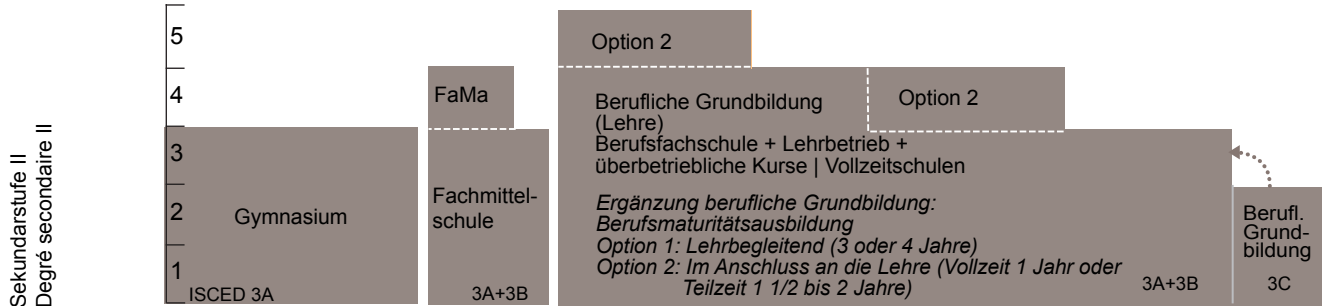 Sekundarstufe II
Degré secondaire II
5
4
3
2
1
Gymnasium
ISCED 3A
FaMa
Fachmittel-
schule
3A+3B
Option 2
Berufliche Grundbildung
(Lehre)
Berufsfachschule + Lehrbetrieb +
überbetriebliche Kurse | Vollzeitschulen
Option 2
Ergänzung berufliche Grundbildung:
Berufsmaturitätsausbildung
Option 1: Lehrbegleitend (3 oder 4 Jahre)
Option 2: Im Anschluss an die Lehre (Vollzeit 1 Jahr oder
Teilzeit 1 1/2 bis 2 Jahre)
3A+3B
Berufl.
Grund-
bildung
3C